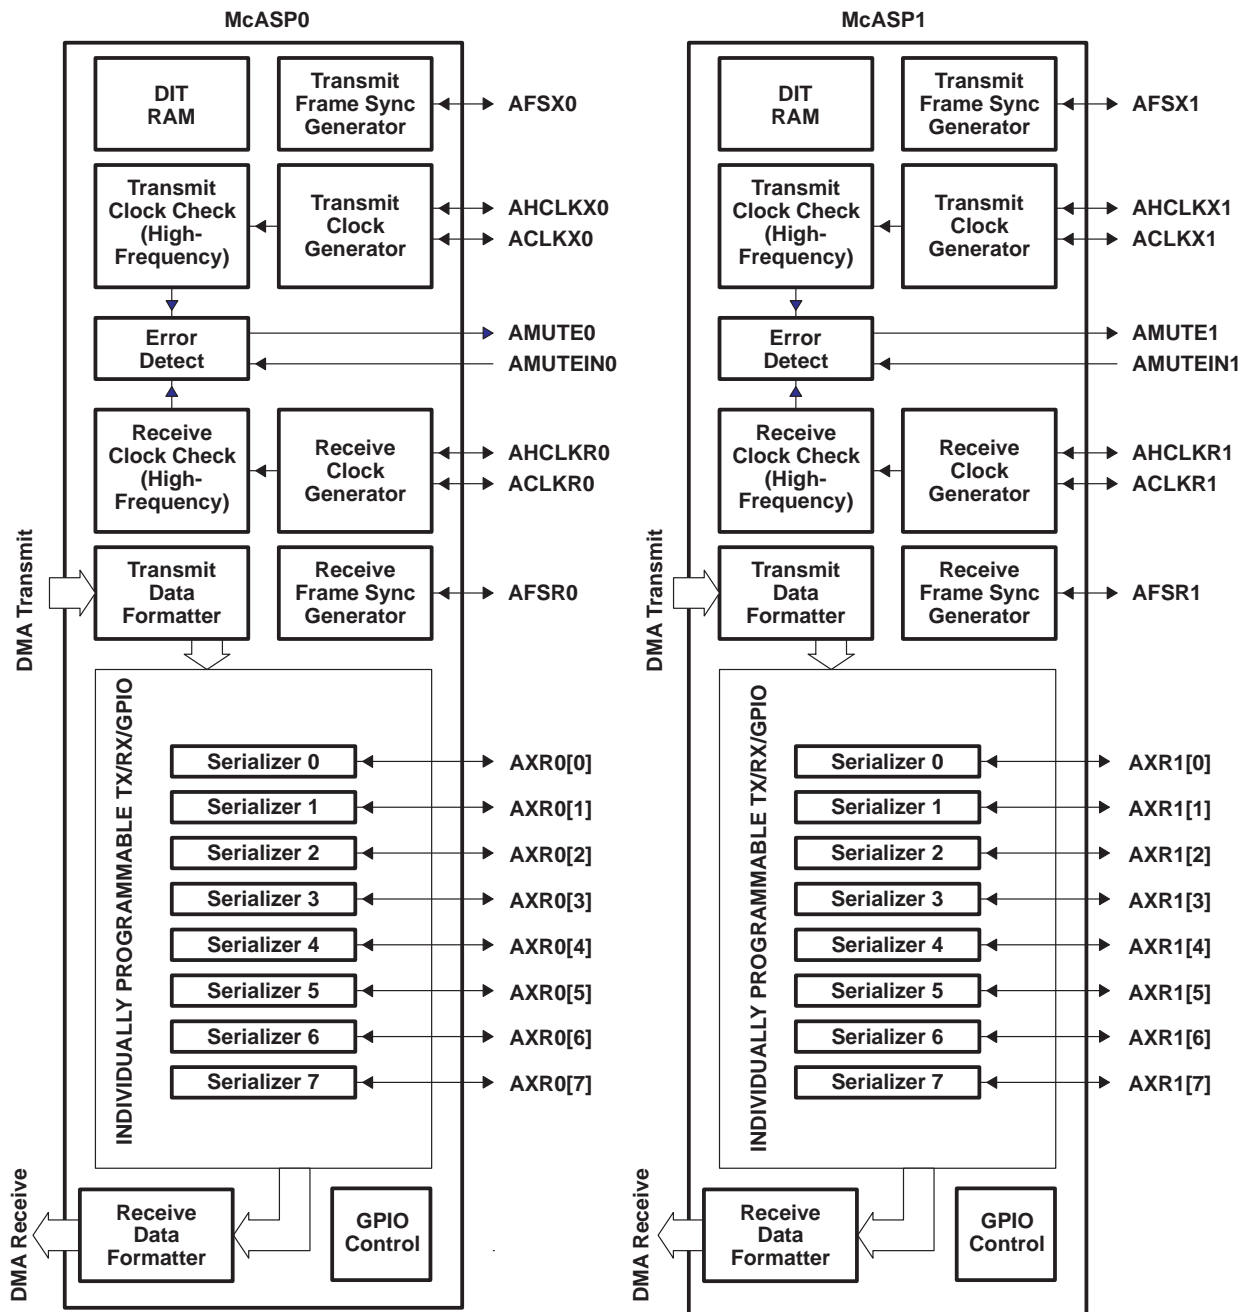 McASP0
DIT
RAM
Transmit
Frame Sync
Generator
AFSX0
Transmit
Clock Check
(High-
Frequency)
Transmit
Clock
Generator
AHCLKX0
ACLKX0
Error
Detect
AMUTE0
AMUTEIN0
Receive
Clock Check
(High-
Frequency)
Receive
Clock
Generator
AHCLKR0
ACLKR0
DMA Transmit
Transmit
Data
Formatter
Receive
Frame Sync
Generator
AFSR0
INDIVIDUALLY PROGRAMMABLE TX/RX/GPIO
Serializer 0
AXR0[0]
Serializer 1
AXR0[1]
Serializer 2
AXR0[2]
Serializer 3
AXR0[3]
Serializer 4
AXR0[4]
Serializer 5
AXR0[5]
Serializer 6
AXR0[6]
Serializer 7
AXR0[7]
DMA Receive
Receive
Data
Formatter
GPIO
Control
McASP1
DIT
RAM
Transmit
Frame Sync
Generator
AFSX1
Transmit
Clock Check
(High-
Frequency)
Transmit
Clock
Generator
AHCLKX1
ACLKX1
Error
Detect
AMUTE1
AMUTEIN1
Receive
Clock Check
(High-
Frequency)
Receive
Clock
Generator
AHCLKR1
ACLKR1
DMA Transmit
Transmit
Data
Formatter
Receive
Frame Sync
Generator
AFSR1
INDIVIDUALLY PROGRAMMABLE TX/RX/GPIO
Serializer 0
AXR1[0]
Serializer 1
AXR1[1]
Serializer 2
AXR1[2]
Serializer 3
AXR1[3]
Serializer 4
AXR1[4]
Serializer 5
AXR1[5]
Serializer 6
AXR1[6]
Serializer 7
AXR1[7]
DMA Receive
Receive
Data
Formatter
GPIO
Control